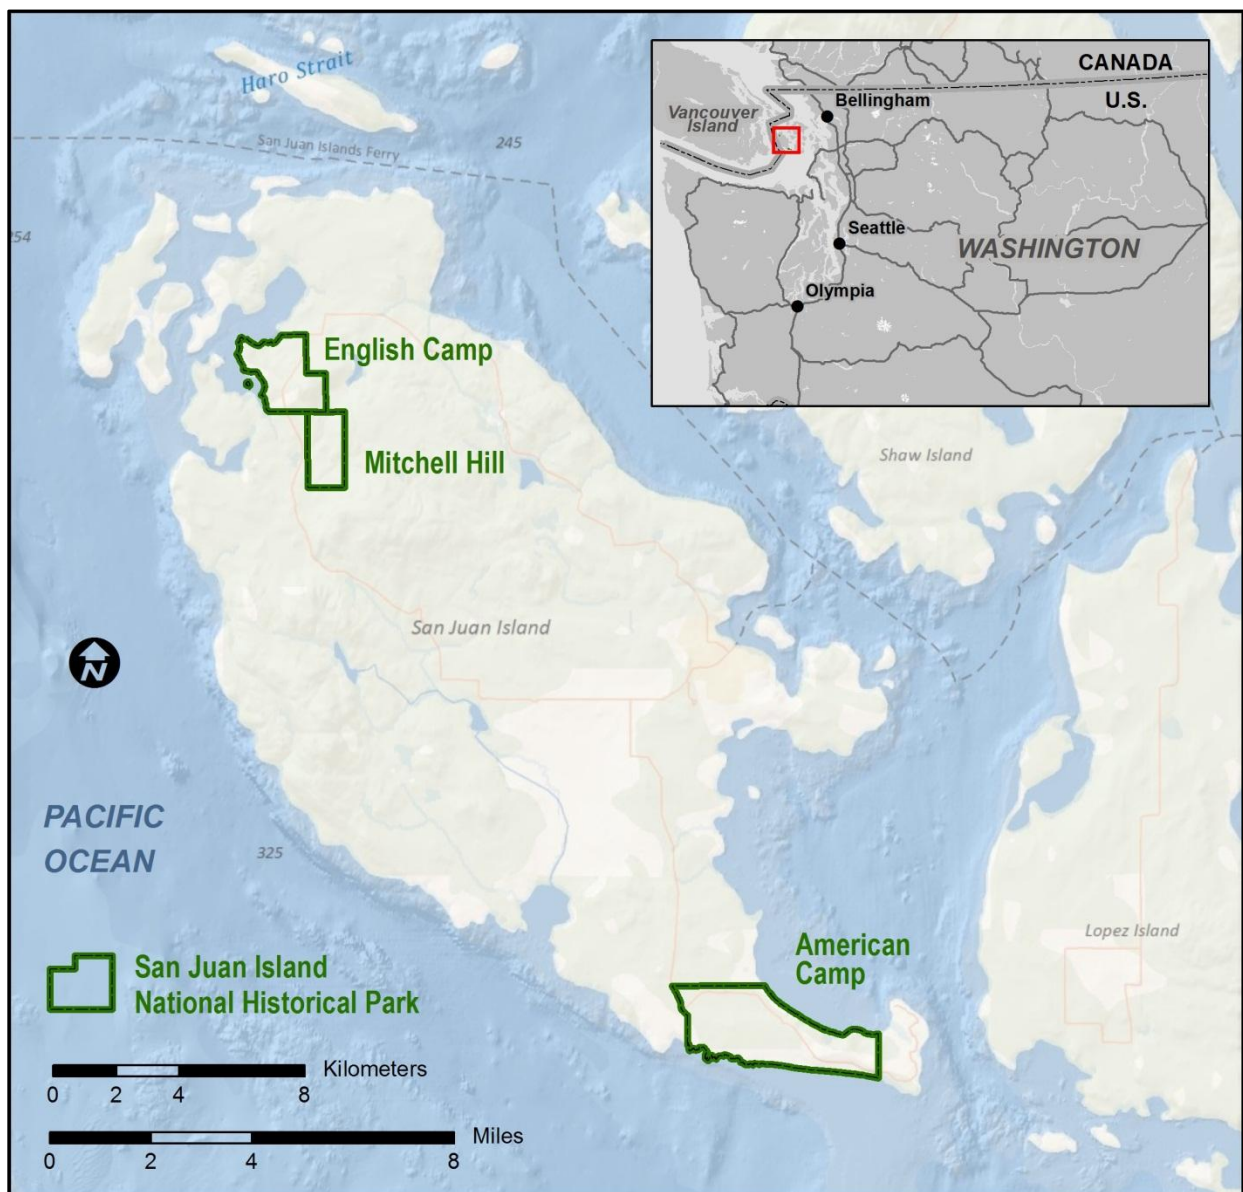 Haro Strait
San Juan Islands Ferry
245
254
CANADA
U.S.
Vancouver
Island
Bellingham
Seattle
WASHINGTON
Olympia
English Camp
Mitchell Hill
Shaw Island
San Juan Island
N
PACIFIC
OCEAN
325
American
Camp
Lopez Island
San Juan Island
National Historical Park
Kilometers
0 2 4 8
Miles
0 2 4 8